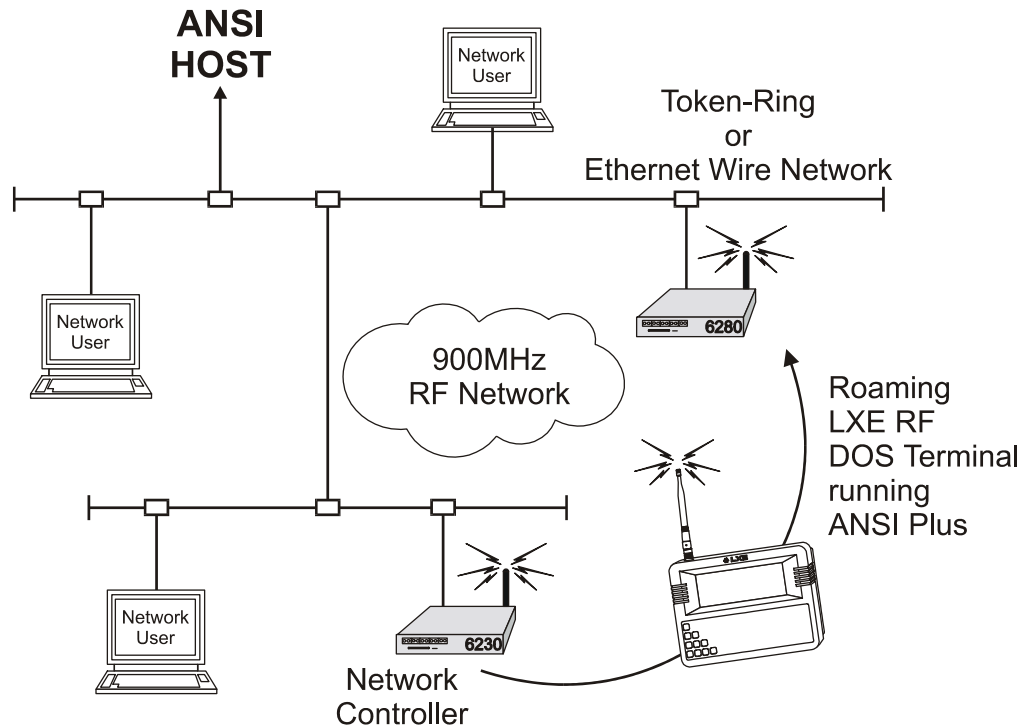 ANSI
HOST
Network
User
Token-Ring
or
Ethernet Wire Network
Network
User
6280
900MHz
RF Network
Roaming
LXE RF
DOS Terminal
running
ANSI Plus
LXE
Network
User
6230
Network
Controller